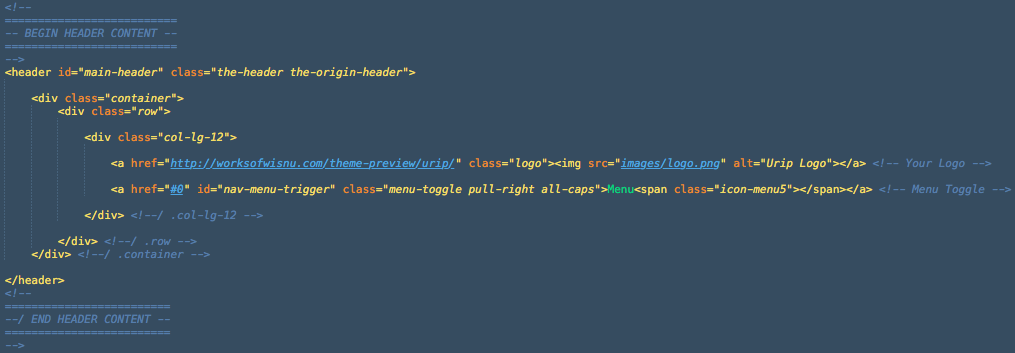 <!--
==========================
-- BEGIN HEADER CONTENT --
==========================
-->
<header id="main-header" class="the-header the-origin-header">
<div class="container">
<div class="row">
<div class="col-lg-12">
<a href="http://worksofwisnu.com/theme-preview/urip/" class="logo"><img src="images/logo.png" alt="Urip Logo"></a> <!-- Your Logo -->
<a href="#0" id="nav-menu-trigger" class="menu-toggle pull-right all-caps">Menu<span class="icon-menu5"></span></a> <!-- Menu Toggle -->
</div> <!--/ .col-lg-12 -->
</div> <!--/ .row -->
</div> <!--/ .container -->
</header>
<!--
=========================
--/ END HEADER CONTENT --
=========================
-->